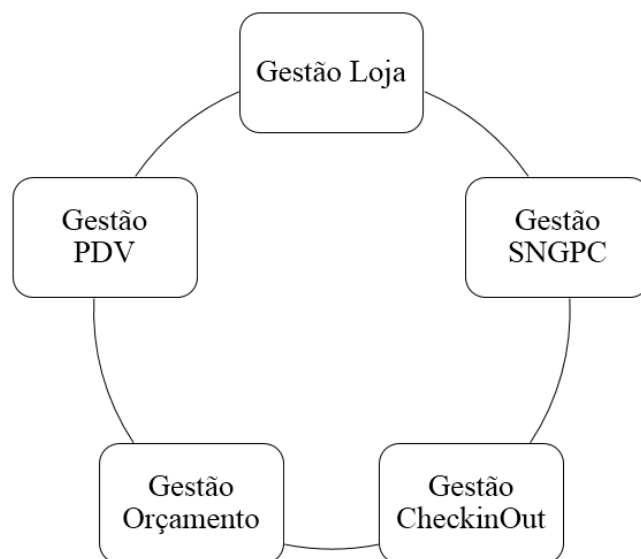 Gestão Loja
Gestão
PDV
Gestão
SNGPC
Gestão
Orçamento
Gestão
CheckinOut